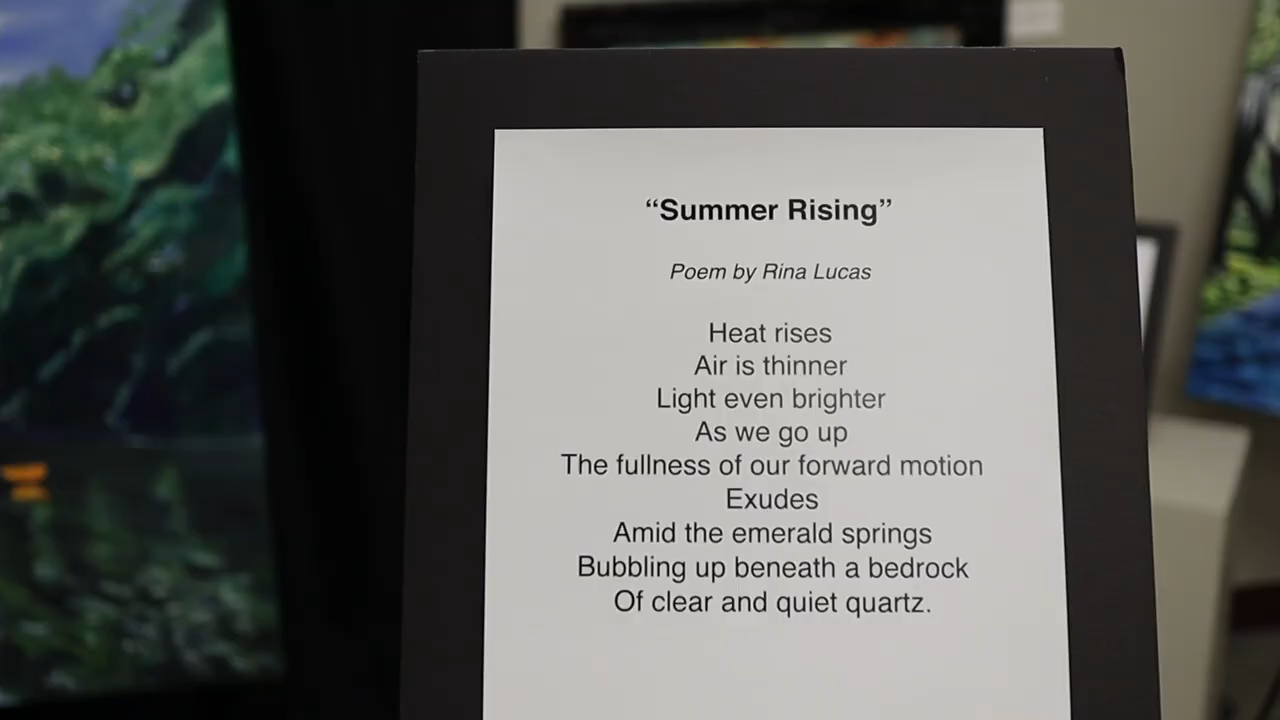 “Summer Rising”
Poem by Rina Lucas
Heat rises
Air is thinner
Light even brighter
As we go up
The fullness of our forward motion
Exudes
Amid the emerald springs
Bubbling up beneath a bedrock
Of clear and quiet quartz.